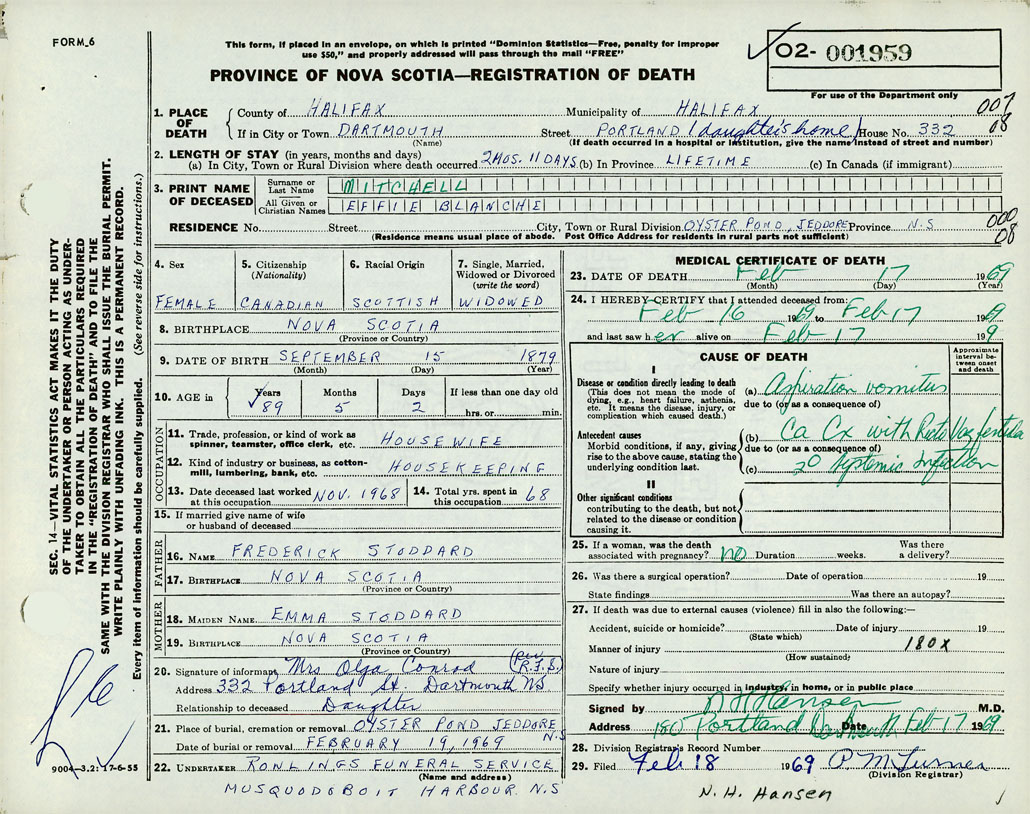 FORM 6
This form, if placed in an envelope, on which is printed "Dominion Statistics—Free, penalty for improper
use $50," and properly addressed will pass through the mail "FREE"
PROVINCE OF NOVA SCOTIA—REGISTRATION OF DEATH
02- 001959
For use of the Department only
007
08
1. PLACE OF DEATH
County of HALIFAX Municipality of HALIFAX
If in City or Town DARTMOUTH Street PORTLAND (daughter's home) House No. 332
(Name) (If death occurred in a hospital or institution, give the name instead of street and number)
2. LENGTH OF STAY (in years, months and days)
(a) In City, Town or Rural Division where death occurred 2 MOS. 11 DAYS (b) In Province LIFETIME (c) In Canada (if immigrant)
3. PRINT NAME OF DECEASED
Surname or Last Name MITCHELL
All Given or Christian Names EFFIE BLANCHE
000
08
RESIDENCE No. Street City, Town or Rural Division OYSTER POND, JEDDORE Province N.S
(Residence means usual place of abode. Post Office Address for residents in rural parts not sufficient)
4. Sex
FEMALE
5. Citizenship
(Nationality)
CANADIAN
6. Racial Origin
SCOTTISH
7. Single, Married,
Widowed or Divorced
(write the word)
WIDOWED
8. BIRTHPLACE NOVA SCOTIA
(Province or Country)
9. DATE OF BIRTH SEPTEMBER 15 1879
(Month) (Day) (Year)
10. AGE in
Years Months Days If less than one day old
89 5 2 hrs. or min.
OCCUPATION
11. Trade, profession, or kind of work as
spinner, teamster, office clerk, etc. HOUSEWIFE
12. Kind of industry or business, as cotton-
mill, lumbering, bank, etc. HOUSEKEEPING
13. Date deceased last worked
at this occupation NOV. 1968
14. Total yrs. spent in
this occupation 68
15. If married give name of wife
or husband of deceased
FATHER
16. NAME FREDERICK STODDARD
17. BIRTHPLACE NOVA SCOTIA
(Province or Country)
MOTHER
18. MAIDEN NAME EMMA STODDARD
19. BIRTHPLACE NOVA SCOTIA
(Province or Country)
20. Signature of informant Mrs Olga Conrad (Per R.F.S.)
Address 332 Portland St. Dartmouth NS
Relationship to deceased Daughter
21. Place of burial, cremation or removal OYSTER POND JEDDORE N.S
Date of burial or removal FEBRUARY 19, 1969
22. UNDERTAKER RONLINGS FUNERAL SERVICE
(Name and address)
MUSQUODOBOIT HARBOUR N.S
MEDICAL CERTIFICATE OF DEATH
23. DATE OF DEATH Feb 17 1969
(Month) (Day) (Year)
24. I HEREBY CERTIFY that I attended deceased from:
Feb 16 1969 to Feb 17 1969
and last saw her alive on Feb 17 199
CAUSE OF DEATH
Approximate
interval be-
tween onset
and death
I
Disease or condition directly leading to death
(This does not mean the mode of
dying, e.g., heart failure, asthenia,
etc. It means the disease, injury, or
complication which caused death.)
(a) Aspiration vomitus
due to (or as a consequence of)
Antecedent causes
Morbid conditions, if any, giving
rise to the above cause, stating the
underlying condition last.
(b) Ca Cx with
due to (or as a consequence of)
(c) 2° Systemic Infection
II
Other significant conditions
contributing to the death, but not
related to the disease or condition
causing it.
25. If a woman, was the death
associated with pregnancy? NO Duration weeks. Was there
a delivery?
26. Was there a surgical operation? Date of operation 19
State findings Was there an autopsy?
27. If death was due to external causes (violence) fill in also the following:—
Accident, suicide or homicide? Date of injury 19
(State which)
Manner of injury 180X
(How sustained)
Nature of injury
Specify whether injury occurred in industry, in home, or in public place
Signed by N H Hansen M.D.
Address 180 Portland Dartmouth Date Feb 17 1969
28. Division Registrar's Record Number
29. Filed Feb 18 1969 P. M. Turner
(Division Registrar)
N. H. Hansen
SEC. 14—VITAL STATISTICS ACT MAKES IT THE DUTY
OF THE UNDERTAKER OR PERSON ACTING AS UNDER-
TAKER TO OBTAIN ALL THE PARTICULARS REQUIRED
IN THE "REGISTRATION OF DEATH" AND TO FILE THE
SAME WITH THE DIVISION REGISTRAR WHO SHALL ISSUE THE BURIAL PERMIT.
WRITE PLAINLY WITH UNFADING INK. THIS IS A PERMANENT RECORD.
Every item of information should be carefully supplied. (See reverse side for instructions.)
9004-3.2: 17-6-55